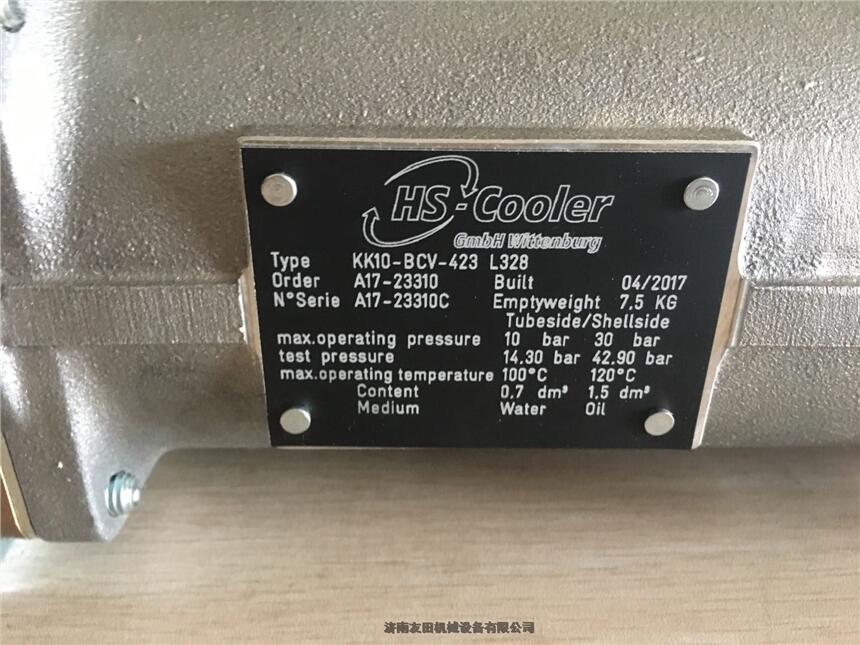 HS-Cooler
GmbH Wittenburg
Type KK10-BCV-423 L328
Order A17-23310 Built 04/2017
N°Serie A17-23310C Emptyweight 7.5 KG
Tubeside/Shellside
max.operating pressure 10 bar 30 bar
test pressure 14.30 bar 42.90 bar
max.operating temperature 100°C 120°C
Content 0.7 dm³ 1.5 dm³
Medium Water Oil
济南友田机械设备有限公司